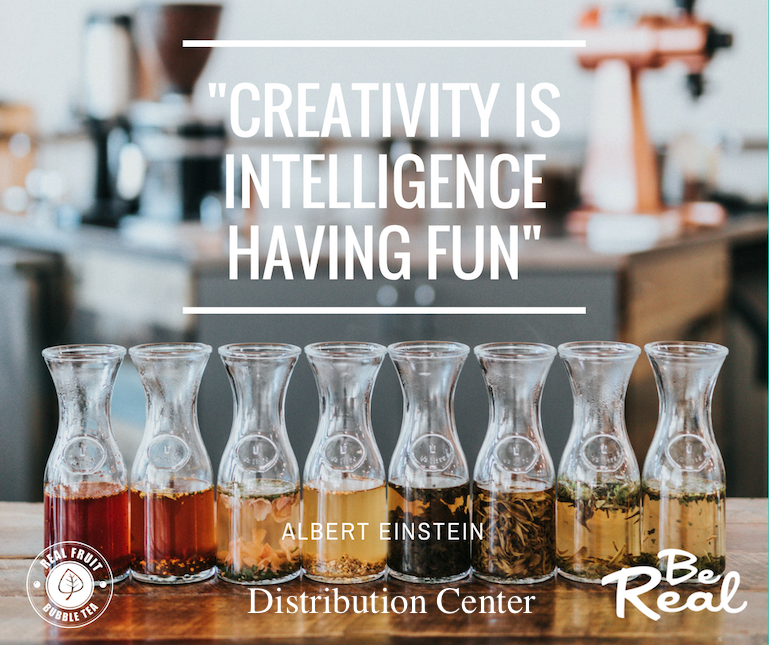 "CREATIVITY IS
INTELLIGENCE
HAVING FUN"
ALBERT EINSTEIN
REAL FRUIT
BUBBLE TEA
Distribution Center
Be
Real